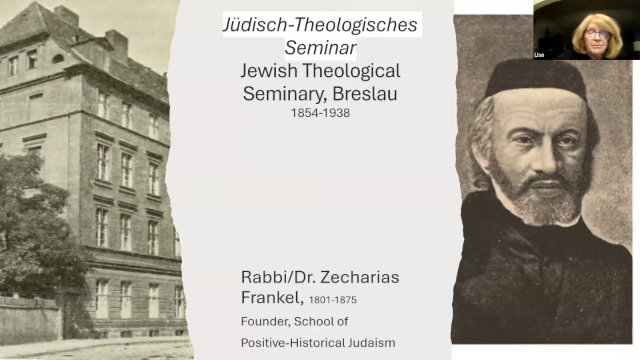 Jüdisch-Theologisches
Seminar
Jewish Theological
Seminary, Breslau
1854-1938
Rabbi/Dr. Zecharias
Frankel, 1801-1875
Founder, School of
Positive-Historical Judaism
Lise